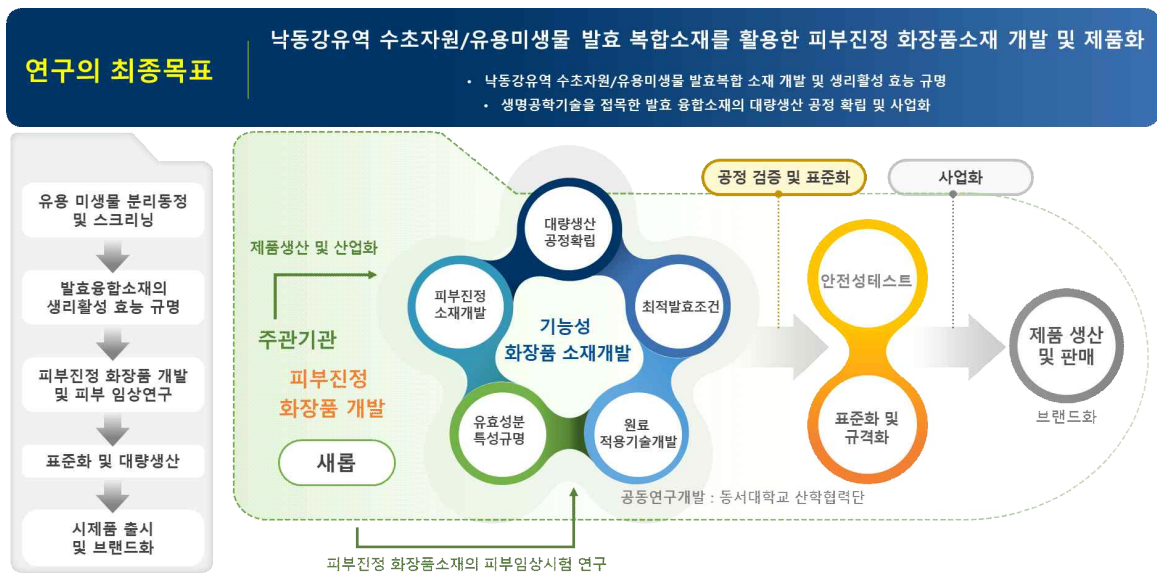 연구의 최종목표
낙동강유역 수초자원/유용미생물 발효 복합소재를 활용한 피부진정 화장품소재 개발 및 제품화
• 낙동강유역 수초자원/유용미생물 발효복합 소재 개발 및 생리활성 효능 규명
• 생명공학기술을 접목한 발효 융합소재의 대량생산 공정 확립 및 사업화
유용 미생물 분리동정
및 스크리닝
발효융합소재의
생리활성 효능 규명
피부진정 화장품 개발
및 피부 임상연구
표준화 및 대량생산
시제품 출시
및 브랜드화
제품생산 및 산업화
주관기관
피부진정
화장품 개발
새롭
대량생산
공정확립
피부진정
소재개발
최적발효조건
기능성
화장품 소재개발
유효성분
특성규명
원료
적용기술개발
공동연구개발 : 동서대학교 산학협력단
피부진정 화장품소재의 피부임상시험 연구
공정 검증 및 표준화
안전성테스트
표준화 및
규격화
사업화
제품 생산
및 판매
브랜드화